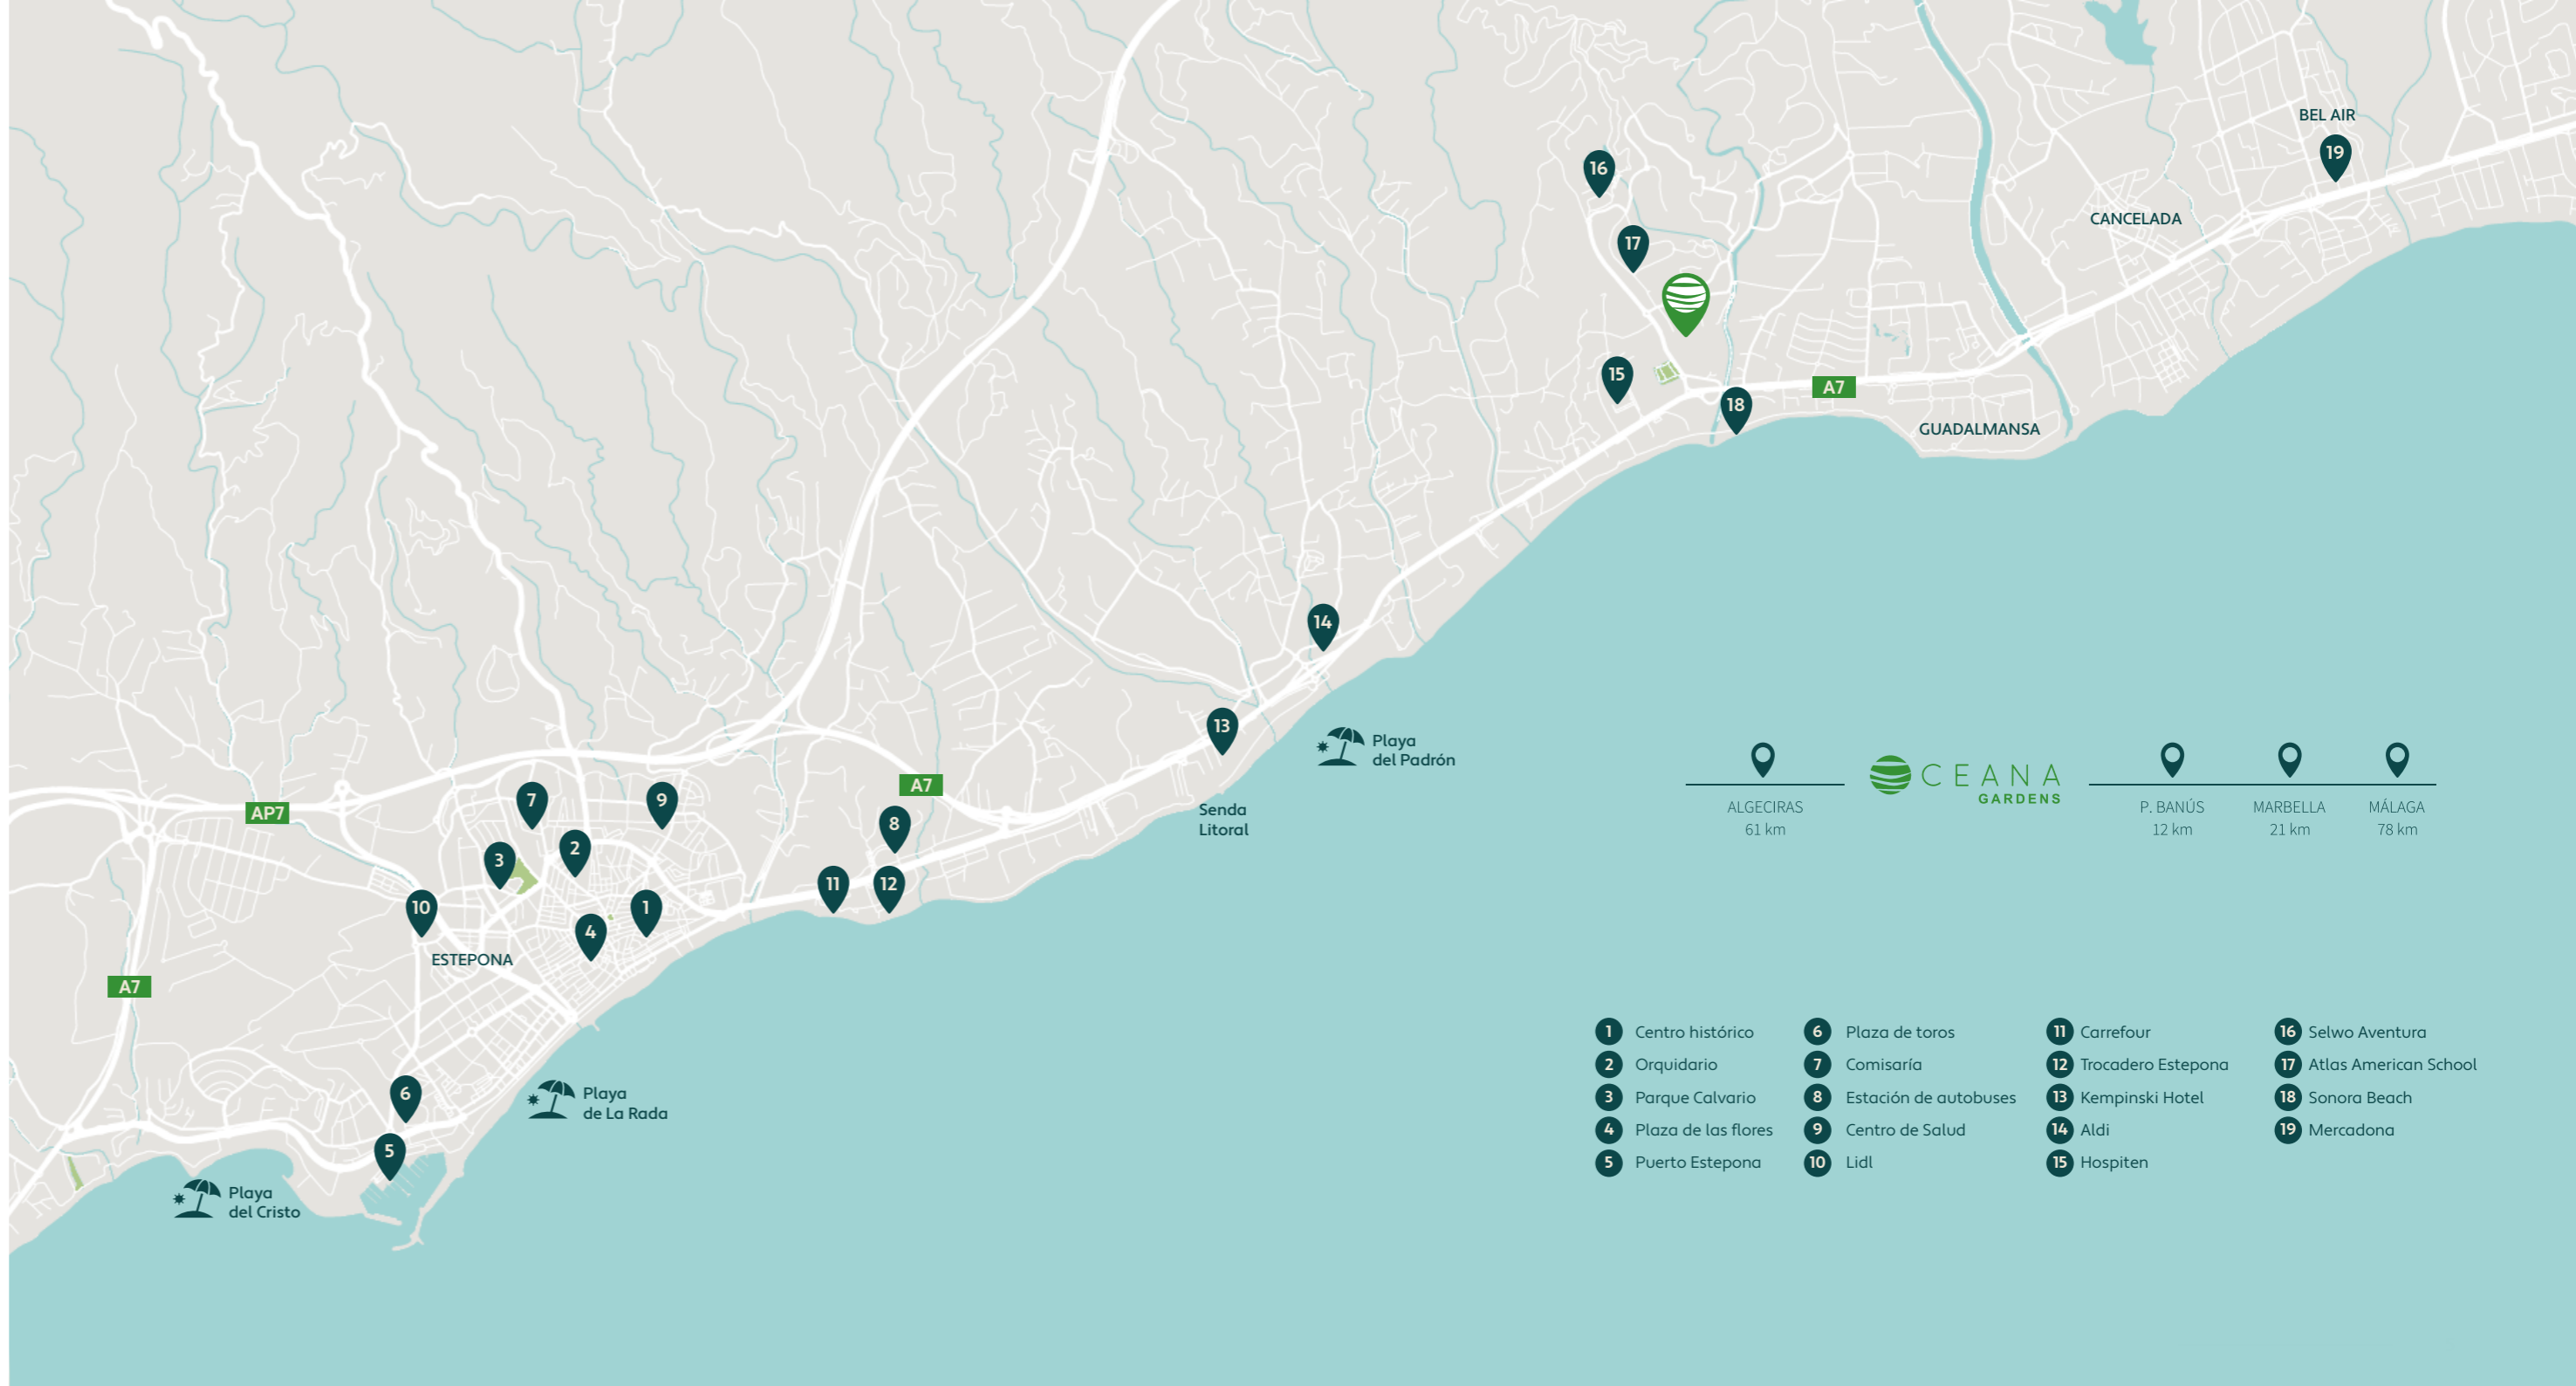 BEL AIR
19
16
CANCELADA
17
15
A7
18
GUADALMANSA
14
13
Playa
del Padrón
Senda
Litoral
A7
AP7
7
9
8
2
3
11
12
10
1
4
ESTEPONA
A7
6
Playa
de La Rada
5
Playa
del Cristo
ALGECIRAS
61 km
OCEANA
GARDENS
P. BANÚS
12 km
MARBELLA
21 km
MÁLAGA
78 km
1 Centro histórico
2 Orquidario
3 Parque Calvario
4 Plaza de las flores
5 Puerto Estepona
6 Plaza de toros
7 Comisaría
8 Estación de autobuses
9 Centro de Salud
10 Lidl
11 Carrefour
12 Trocadero Estepona
13 Kempinski Hotel
14 Aldi
15 Hospiten
16 Selwo Aventura
17 Atlas American School
18 Sonora Beach
19 Mercadona